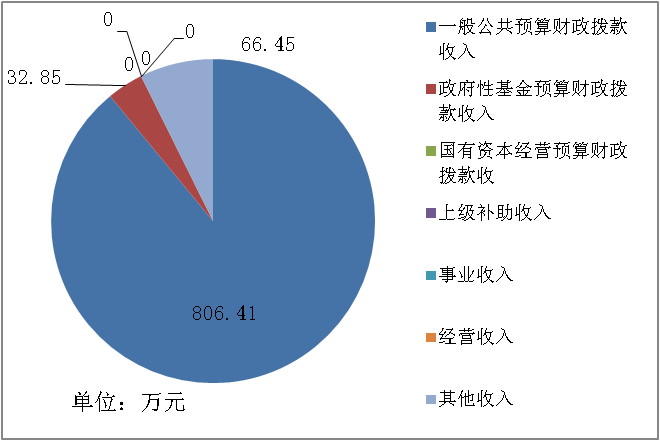 0
0
66.45
0 0
32.85
806.41
单位：万元
一般公共预算财政拨款
收入
政府性基金预算财政拨
款收入
国有资本经营预算财政
拨款收
上级补助收入
事业收入
经营收入
其他收入